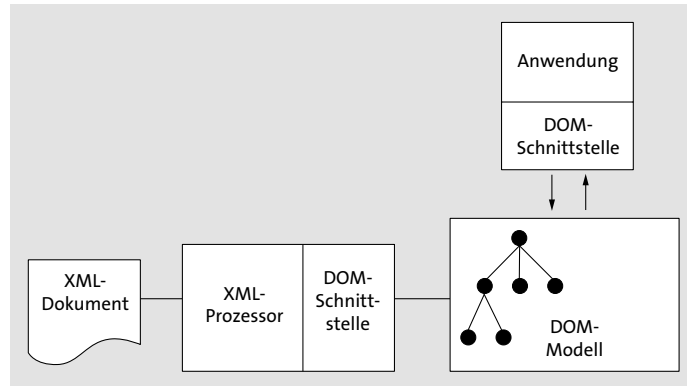 Anwendung
DOM-
Schnittstelle
XML-
Dokument
XML-
Prozessor
DOM-
Schnitt-
stelle
DOM-
Modell